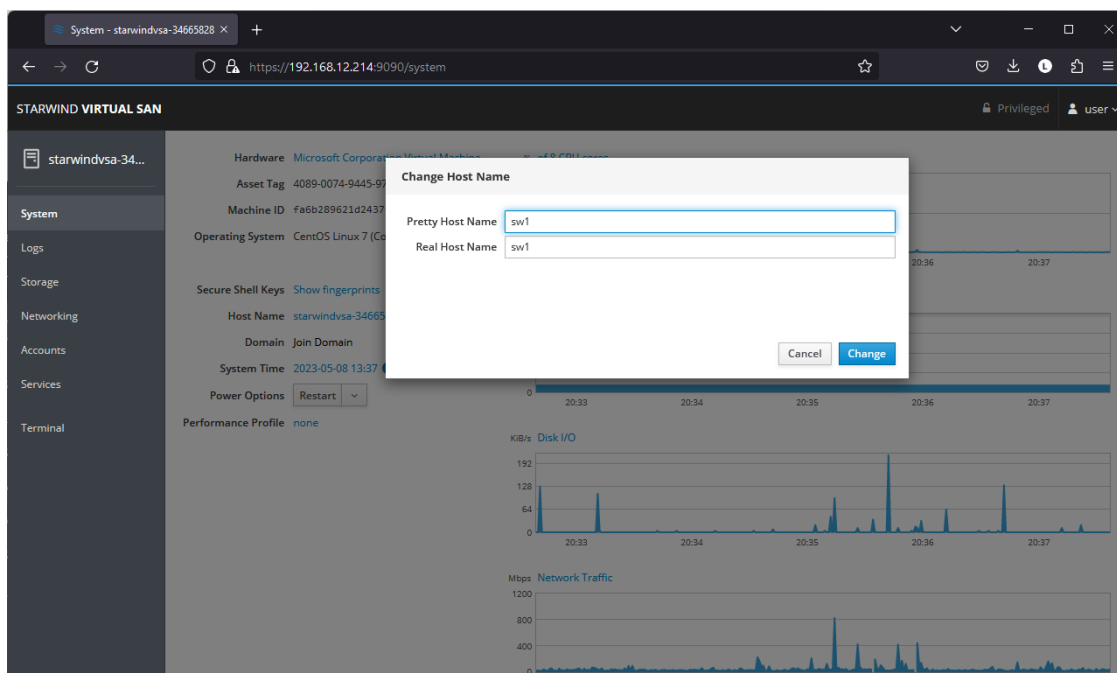 System - starwindvsa-34665828
https://192.168.12.214:9090/system
L
STARWIND VIRTUAL SAN
Privileged
user
starwindvsa-34...
System
Logs
Storage
Networking
Accounts
Services
Terminal
Hardware Microsoft Corporation Virtual Machine
Asset Tag 4089-0074-9445-97
Machine ID fa6b289621d2437
Operating System CentOS Linux 7 (Co
Secure Shell Keys Show fingerprints
Host Name starwindvsa-34665
Domain Join Domain
System Time 2023-05-08 13:37
Power Options Restart
Performance Profile none
% of 8 CPU cores
20:36 20:37
Change Host Name
Pretty Host Name sw1
Real Host Name sw1
Cancel Change
0
20:33 20:34 20:35 20:36 20:37
KiB/s Disk I/O
192
128
64
0
20:33 20:34 20:35 20:36 20:37
Mbps Network Traffic
1200
800
400
0